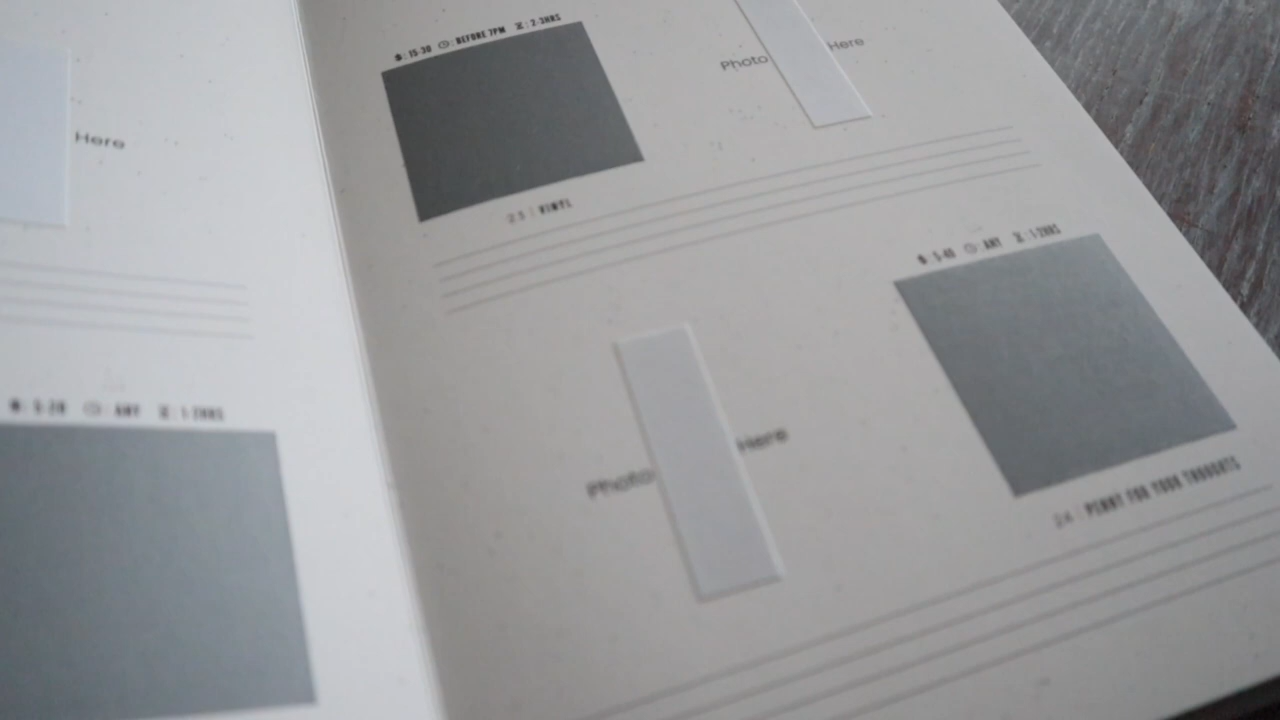 Here
$ : 5-20 : ANY : 1-2HRS
$ : 15-30 : BEFORE 7PM : 2-3HRS
23 | VINYL
Photo Here
$ : 5-40 : ANY : 1-2HRS
24 | PENNY FOR YOUR THOUGHTS
Photo Here